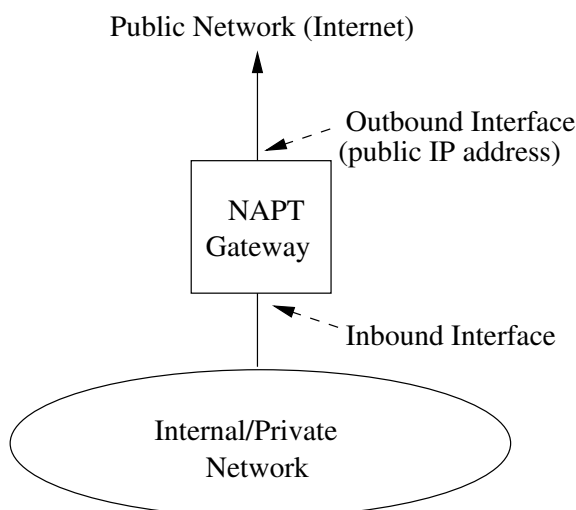 Public Network (Internet)
Outbound Interface
(public IP address)
NAPT
Gateway
Inbound Interface
Internal/Private
Network